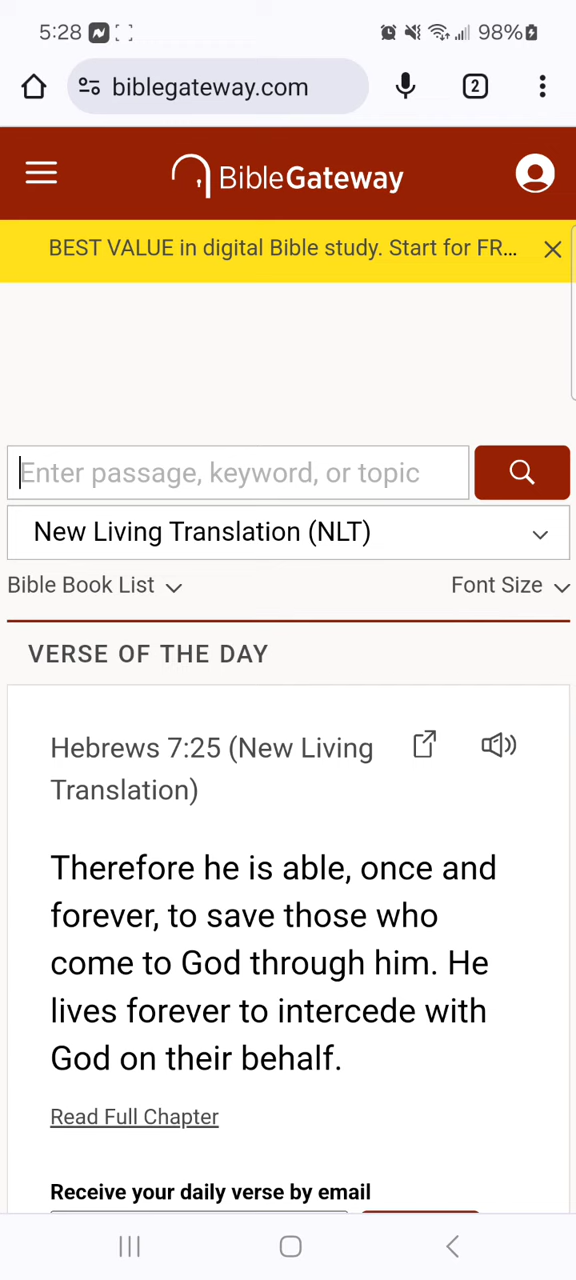 5:28 98%
biblegateway.com 2
BibleGateway
BEST VALUE in digital Bible study. Start for FR...
Enter passage, keyword, or topic
New Living Translation (NLT)
Bible Book List Font Size
VERSE OF THE DAY
Hebrews 7:25 (New Living
Translation)
Therefore he is able, once and
forever, to save those who
come to God through him. He
lives forever to intercede with
God on their behalf.
Read Full Chapter
Receive your daily verse by email